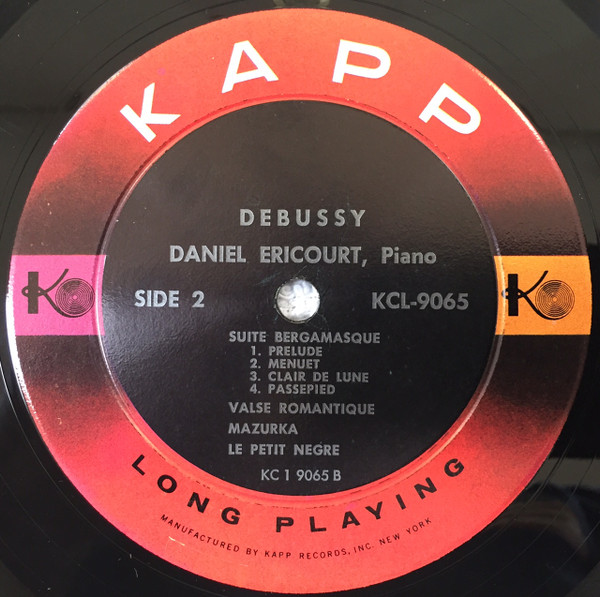 KAPP
DEBUSSY
DANIEL ERICOURT, Piano
SIDE 2
KCL-9065
SUITE BERGAMASQUE
1. PRELUDE
2. MENUET
3. CLAIR DE LUNE
4. PASSEPIED
VALSE ROMANTIQUE
MAZURKA
LE PETIT NEGRE
KC 1 9065 B
LONG PLAYING
MANUFACTURED BY KAPP RECORDS, INC. NEW YORK